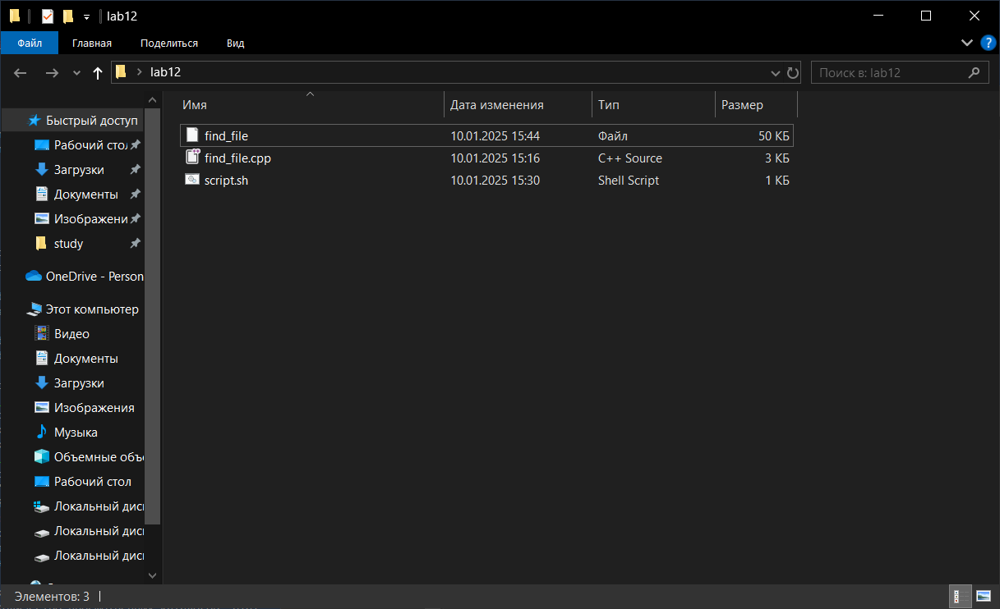 lab12
Файл Главная Поделиться Вид
?
lab12 Поиск в: lab12
Имя Дата изменения Тип Размер
find_file 10.01.2025 15:44 Файл 50 КБ
find_file.cpp 10.01.2025 15:16 C++ Source 3 КБ
script.sh 10.01.2025 15:30 Shell Script 1 КБ
Быстрый доступ
Рабочий сто
Загрузки
Документы
Изображени
study
OneDrive - Person
Этот компьютер
Видео
Документы
Загрузки
Изображения
Музыка
Объемные объ
Рабочий стол
Локальный дис
Локальный дис
Локальный дис
Элементов: 3